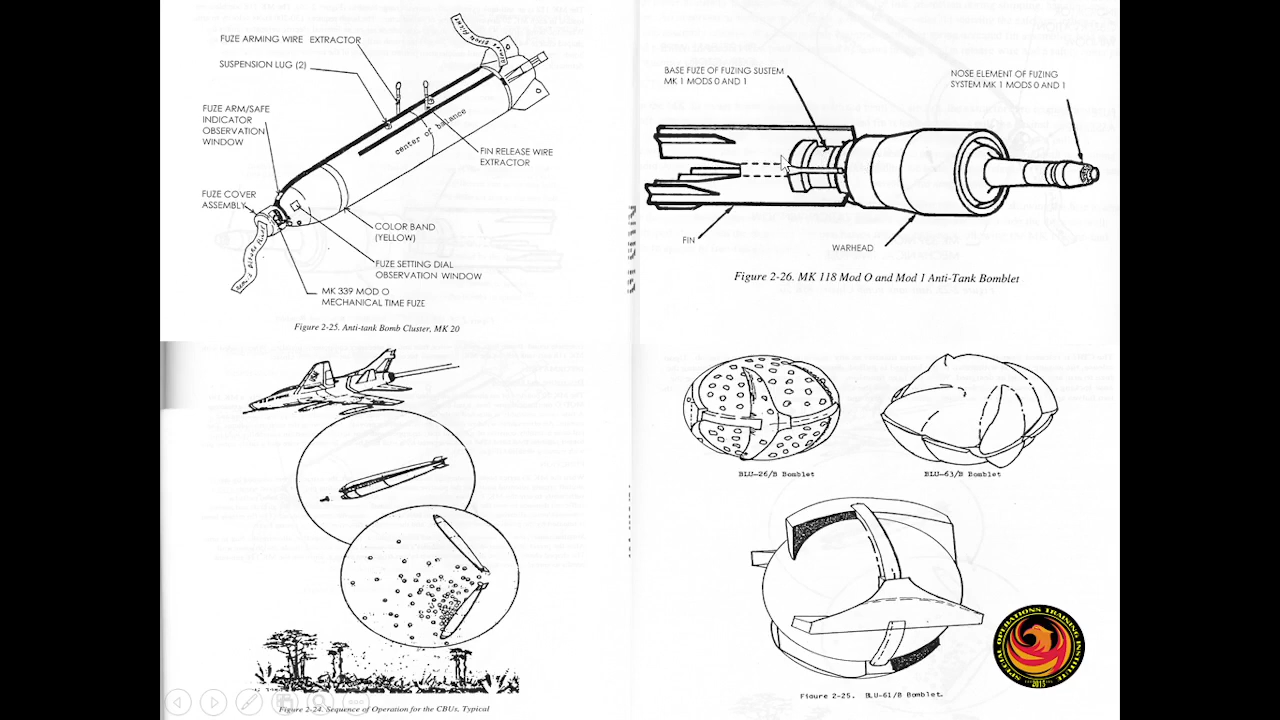 FUZE ARMING WIRE EXTRACTOR
SUSPENSION LUG (2)
FUZE ARM/SAFE
INDICATOR
OBSERVATION
WINDOW
center of balance
FIN RELEASE WIRE
EXTRACTOR
FUZE COVER
ASSEMBLY
COLOR BAND
(YELLOW)
FUZE SETTING DIAL
OBSERVATION WINDOW
MK 339 MOD O
MECHANICAL TIME FUZE
Figure 2-25. Anti-tank Bomb Cluster, MK 20
BASE FUZE OF FUZING SUSTEM
MK 1 MODS 0 AND 1
NOSE ELEMENT OF FUZING
SYSTEM MK 1 MODS 0 AND 1
FIN
WARHEAD
Figure 2-26. MK 118 Mod O and Mod 1 Anti-Tank Bomblet
Figure 2-24. Sequence of Operation for the CBUs, Typical
BLU-26/B Bomblet
BLU-63/B Bomblet
Figure 2-25. BLU-61/B Bomblet
SPECIAL OPERATIONS TRAINING INSTITUTE
2015